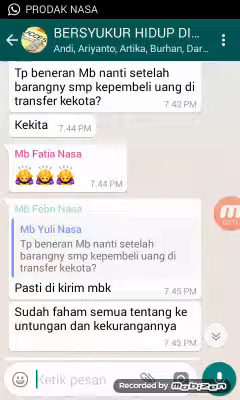 PRODAK NASA
BERSYUKUR HIDUP DI...
Andi, Ariyanto, Artika, Burhan, Dar...
Tp beneran Mb nanti setelah
barangny smp kepembeli uang di
transfer kekota?
7:43 PM
Kekita
7.44 PM
Mb Fatia Nasa
7.44 PM
Mb Febri Nasa
Mb Yuli Nasa
Tp beneran Mb nanti setelah
barangny smp kepembeli uang di
transfer kekota?
Pasti di kirim mbk
7.45 PM
Sudah faham semua tentang ke
untungan dan kekurangannya
7.45 PM
Kerik pesan
Recorded by Mobizen